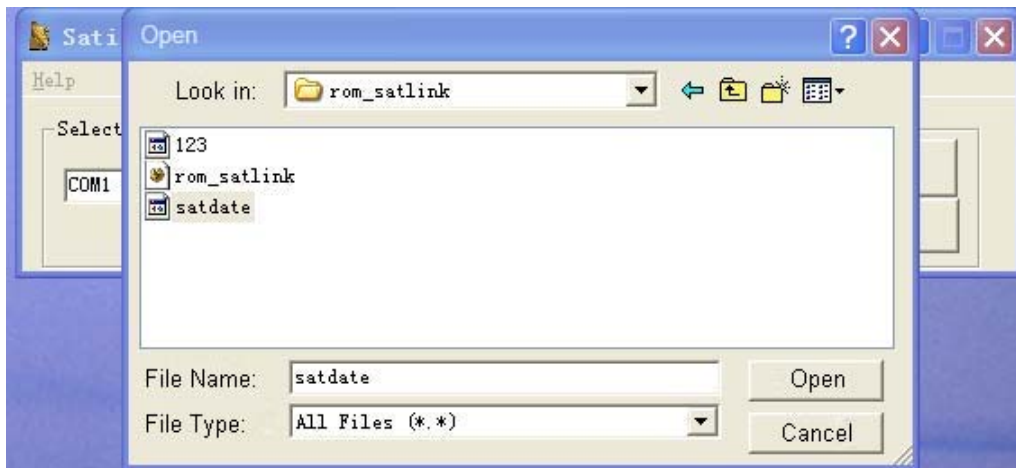 Sati Open
Help
Look in: rom_satlink
Select
123
COM1
rom_satlink
satdate
File Name: satdate
Open
File Type: All Files (*.*)
Cancel